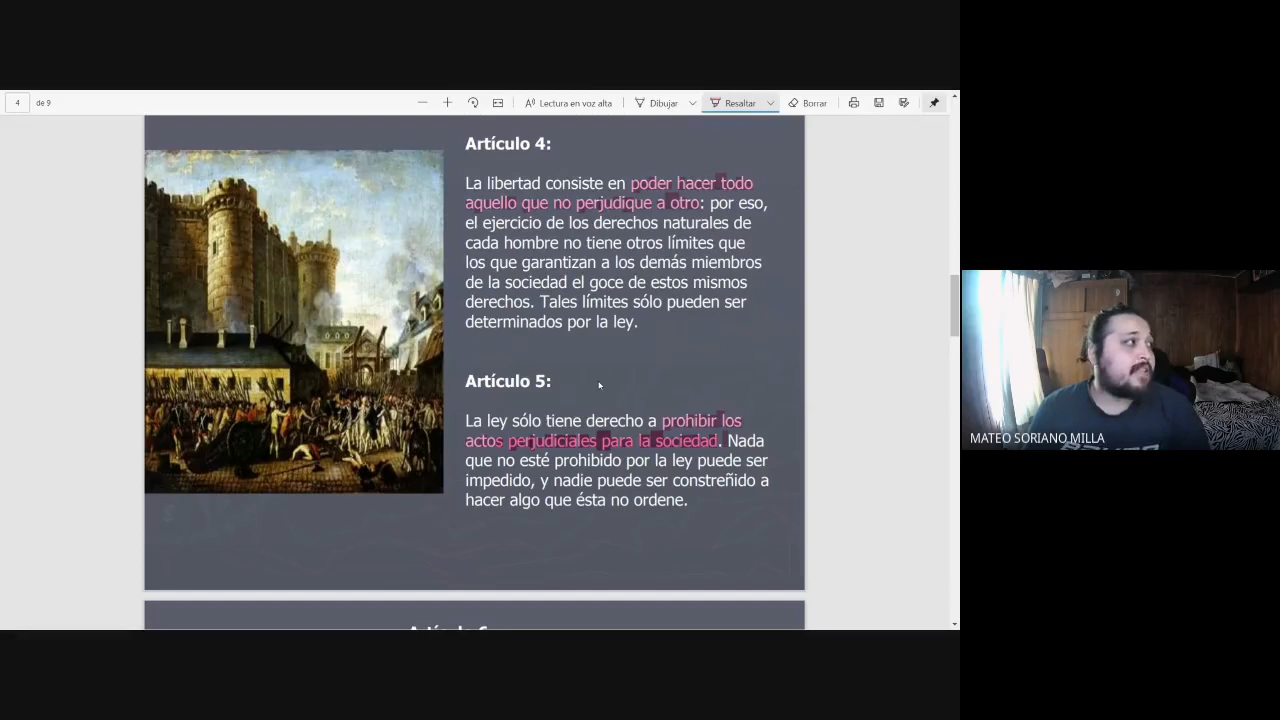 4 de 9 Lectura en voz alta Dibujar Resaltar Borrar
Artículo 4:
La libertad consiste en poder hacer todo
aquello que no perjudique a otro: por eso,
el ejercicio de los derechos naturales de
cada hombre no tiene otros límites que
los que garantizan a los demás miembros
de la sociedad el goce de estos mismos
derechos. Tales límites sólo pueden ser
determinados por la ley.
Artículo 5:
La ley sólo tiene derecho a prohibir los
actos perjudiciales para la sociedad. Nada
que no esté prohibido por la ley puede ser
impedido, y nadie puede ser constreñido a
hacer algo que ésta no ordene.
MATEO SORIANO MILLA